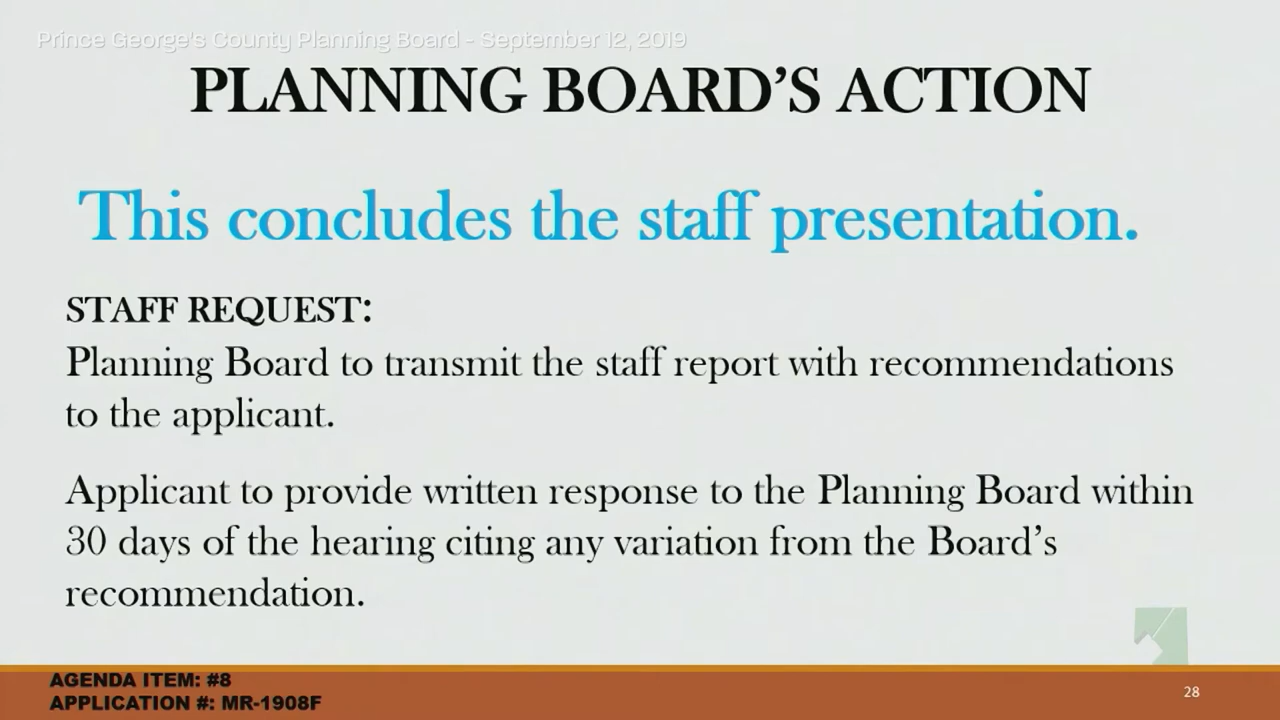 Prince George's County Planning Board - September 12, 2019
PLANNING BOARD’S ACTION
This concludes the staff presentation.
STAFF REQUEST:
Planning Board to transmit the staff report with recommendations
to the applicant.
Applicant to provide written response to the Planning Board within
30 days of the hearing citing any variation from the Board’s
recommendation.
AGENDA ITEM: #8
APPLICATION #: MR-1908F
28